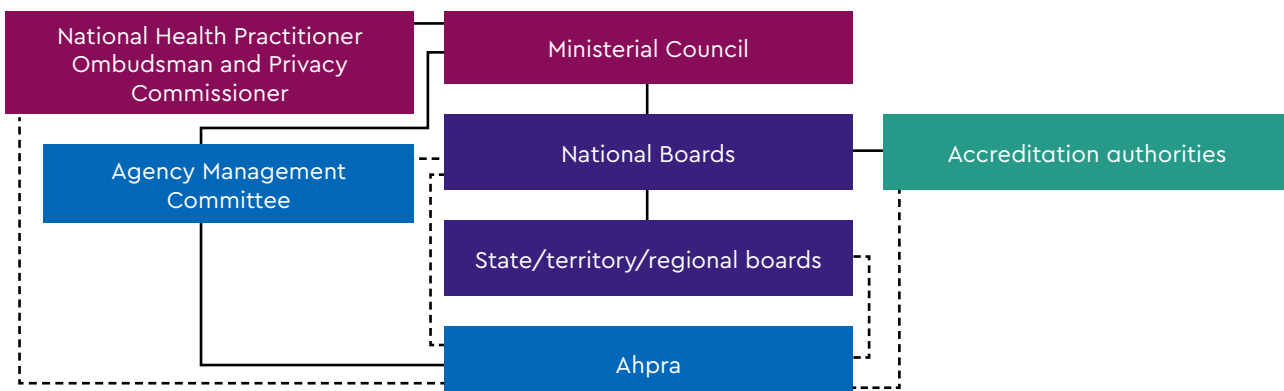 National Health Practitioner
Ombudsman and Privacy
Commissioner
Ministerial Council
National Boards
Accreditation authorities
Agency Management
Committee
State/territory/regional boards
Ahpra